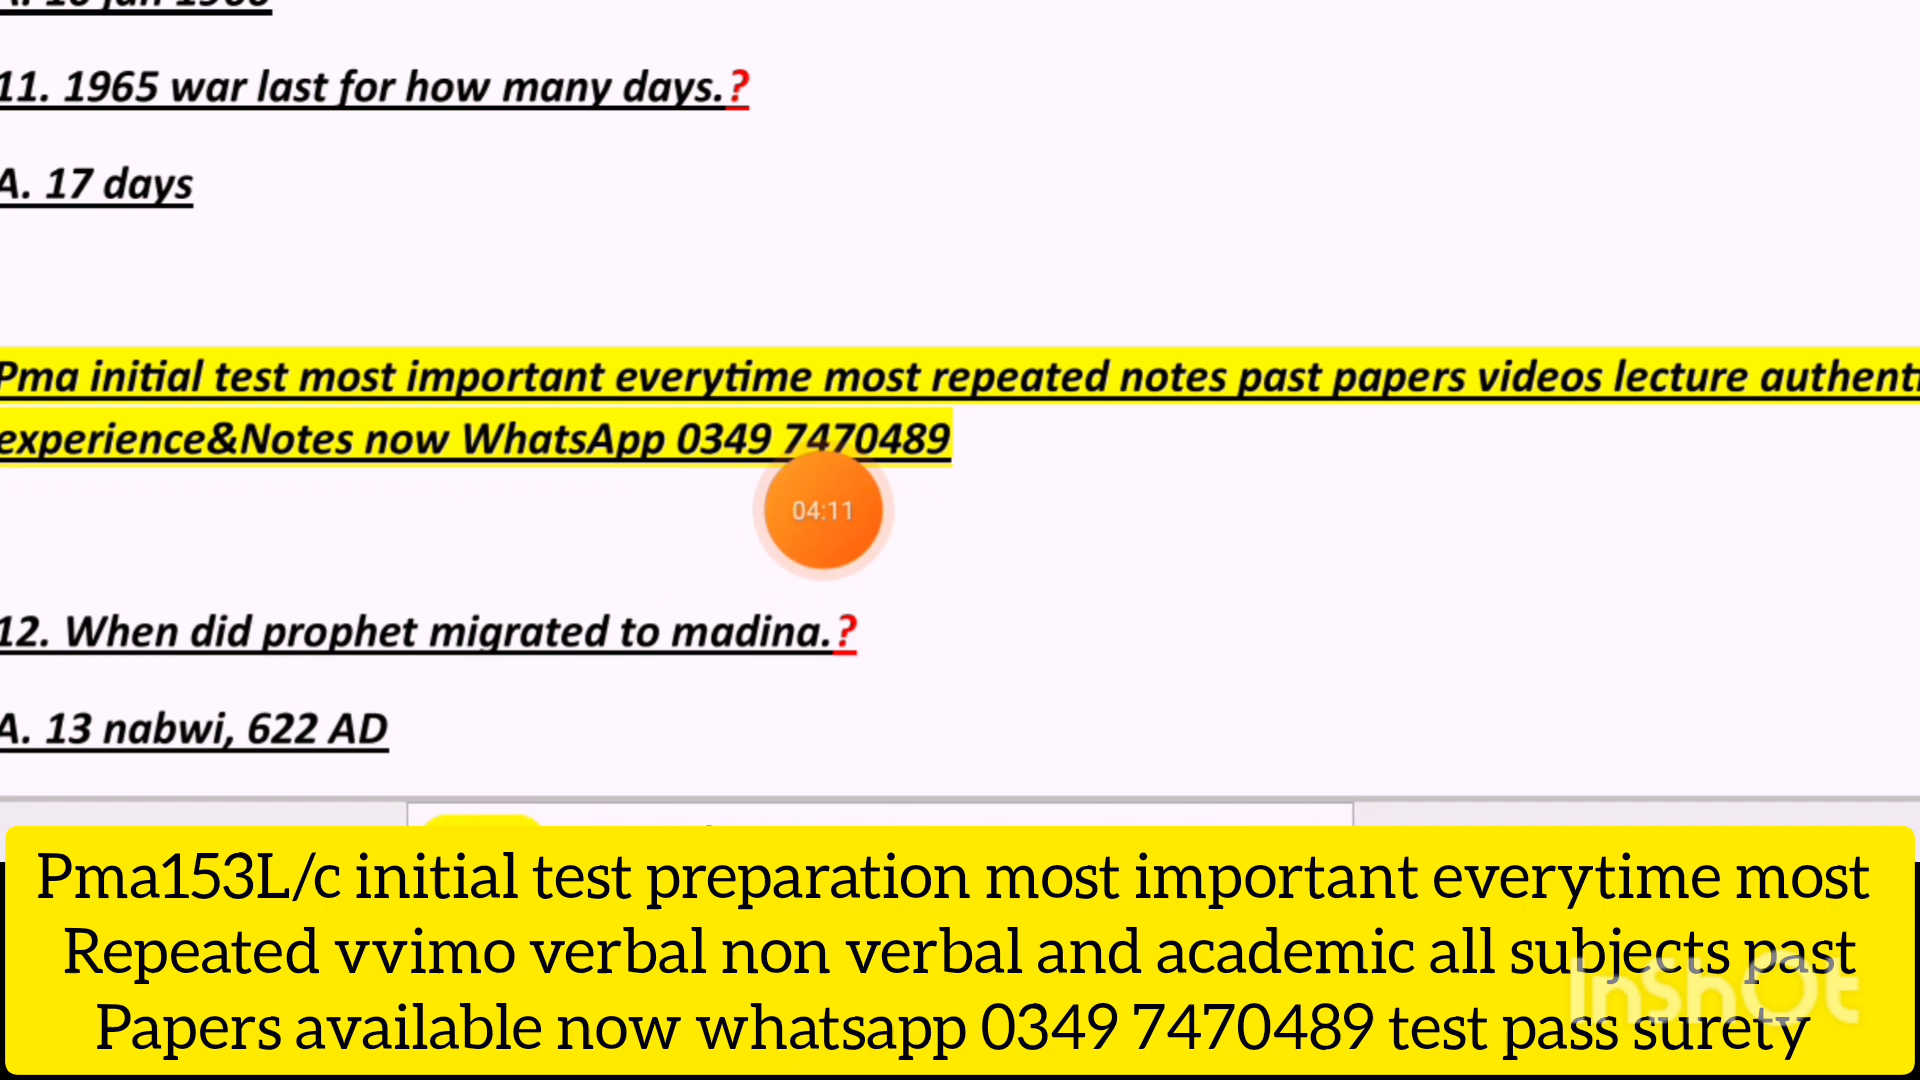 11. 1965 war last for how many days.?
A. 17 days
Pma initial test most important everytime most repeated notes past papers videos lecture
experience&Notes now WhatsApp 0349 7470489
04:11
12. When did prophet migrated to madina.?
A. 13 nabwi, 622 AD
Pma153L/c initial test preparation most important everytime most
Repeated vvimo verbal non verbal and academic all subjects past
Papers available now whatsapp 0349 7470489 test pass surety
InShOt